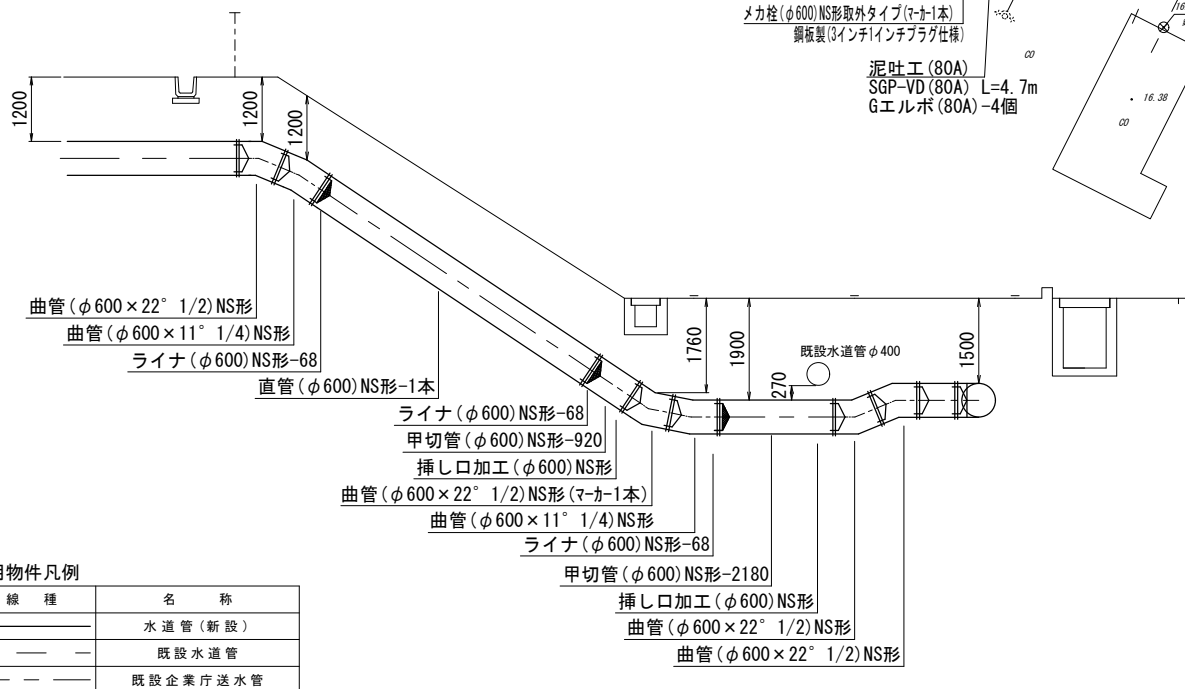 メカ栓(φ600)NS形取外タイプ(マーカー1本)
鋼板製(3インチ1インチプラグ仕様)
泥吐工(80A)
SGP-VD(80A) L=4.7m
Gエルボ(80A)-4個
CO
16.38
CO
1200
1200
1200
曲管(φ600×22°1/2)NS形
曲管(φ600×11°1/4)NS形
ライナ(φ600)NS形-68
直管(φ600)NS形-1本
ライナ(φ600)NS形-68
甲切管(φ600)NS形-920
挿し口加工(φ600)NS形
曲管(φ600×22°1/2)NS形(マーカー1本)
曲管(φ600×11°1/4)NS形
ライナ(φ600)NS形-68
甲切管(φ600)NS形-2180
挿し口加工(φ600)NS形
曲管(φ600×22°1/2)NS形
曲管(φ600×22°1/2)NS形
1760
1900
既設水道管φ400
270
1500
用物件凡例
線種 名称
水道管(新設)
既設水道管
既設企業庁送水管